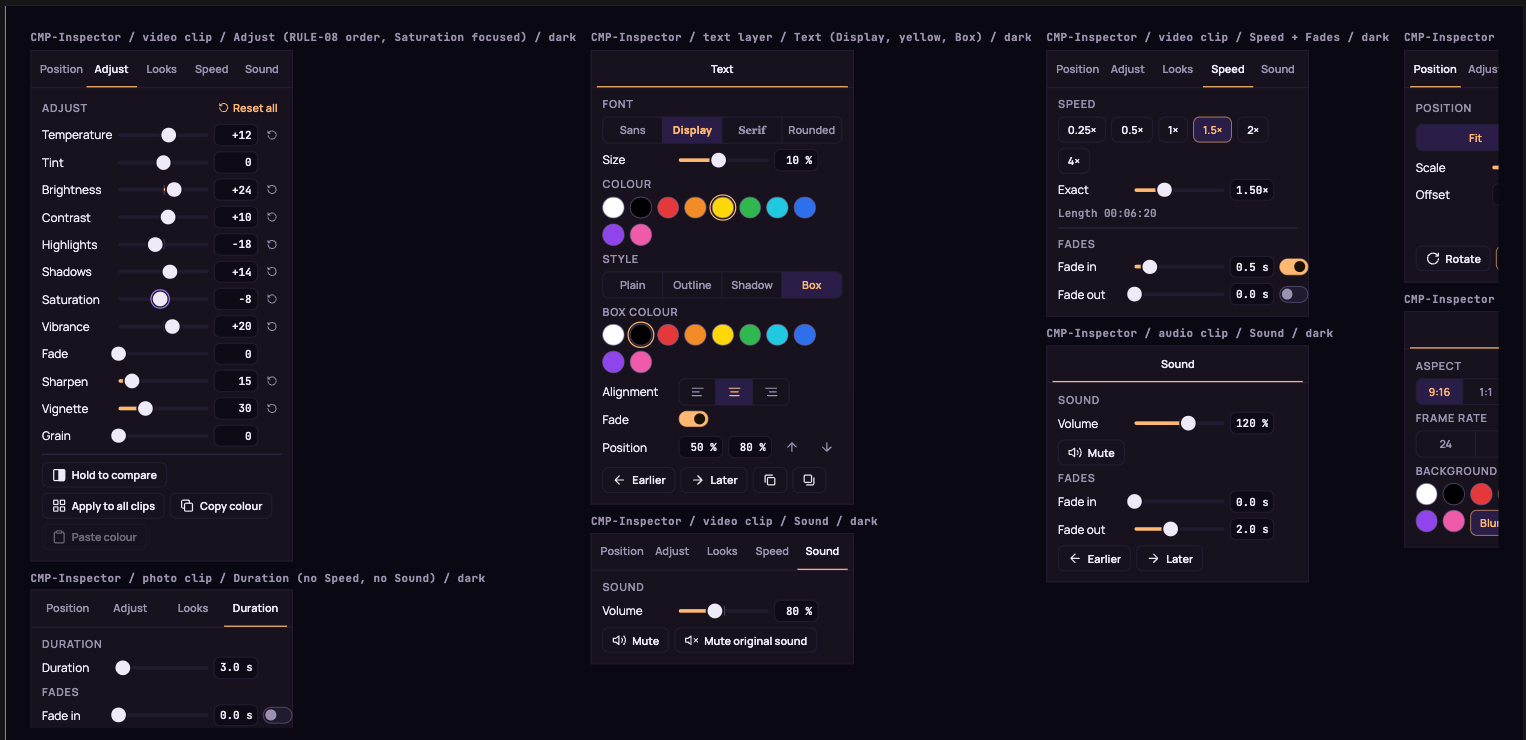 CMP-Inspector / video clip / Adjust (RULE-08 order, Saturation focused) / dark
Position Adjust Looks Speed Sound
ADJUST Reset all
Temperature +12
Tint 0
Brightness +24
Contrast +10
Highlights -18
Shadows +14
Saturation -8
Vibrance +20
Fade 0
Sharpen 15
Vignette 30
Grain 0
Hold to compare
Apply to all clips Copy colour
Paste colour
CMP-Inspector / photo clip / Duration (no Speed, no Sound) / dark
Position Adjust Looks Duration
DURATION
Duration 3.0 s
FADES
Fade in 0.0 s
CMP-Inspector / text layer / Text (Display, yellow, Box) / dark
Text
FONT
Sans Display Serif Rounded
Size 10 %
COLOUR
STYLE
Plain Outline Shadow Box
BOX COLOUR
Alignment
Fade
Position 50 % 80 %
Earlier Later
CMP-Inspector / video clip / Sound / dark
Position Adjust Looks Speed Sound
SOUND
Volume 80 %
Mute Mute original sound
CMP-Inspector / video clip / Speed + Fades / dark
Position Adjust Looks Speed Sound
SPEED
0.25× 0.5× 1× 1.5× 2×
4×
Exact 1.50×
Length 00:06:20
FADES
Fade in 0.5 s
Fade out 0.0 s
CMP-Inspector / audio clip / Sound / dark
Sound
SOUND
Volume 120 %
Mute
FADES
Fade in 0.0 s
Fade out 2.0 s
Earlier Later
CMP-Inspector
Position
POSITION
Fit
Scale
Offset
Rotate
CMP-Inspector
ASPECT
9:16 1:1
FRAME RATE
24
BACKGROUND